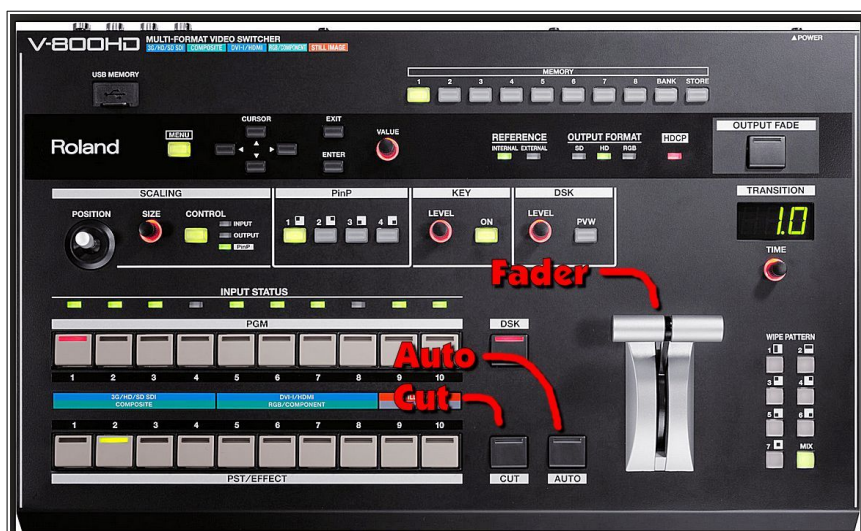 V-800HD MULTI-FORMAT VIDEO SWITCHER
3G/HD/SD SDI COMPOSITE DVI-I/HDMI RGB/COMPONENT STILL IMAGE
▲POWER
USB MEMORY
MEMORY
1 2 3 4 5 6 7 8 BANK STORE
Roland
MENU
CURSOR
EXIT
ENTER
VALUE
REFERENCE
INTERNAL EXTERNAL
OUTPUT FORMAT
SD HD RGB
HDCP
OUTPUT FADE
SCALING
POSITION
SIZE
CONTROL
INPUT
OUTPUT
PinP
PinP
1 2 3 4
KEY
LEVEL
ON
DSK
LEVEL
PVW
TRANSITION
1.0
TIME
Fader
INPUT STATUS
PGM
1 2 3 4 5 6 7 8 9 10
DSK
Auto
Cut
3G/HD/SD SDI
COMPOSITE
DVI-I/HDMI
RGB/COMPONENT
1 2 3 4 5 6 7 8 9 10
PST/EFFECT
CUT
AUTO
WIPE PATTERN
1 2
3 4
5 6
7 MIX